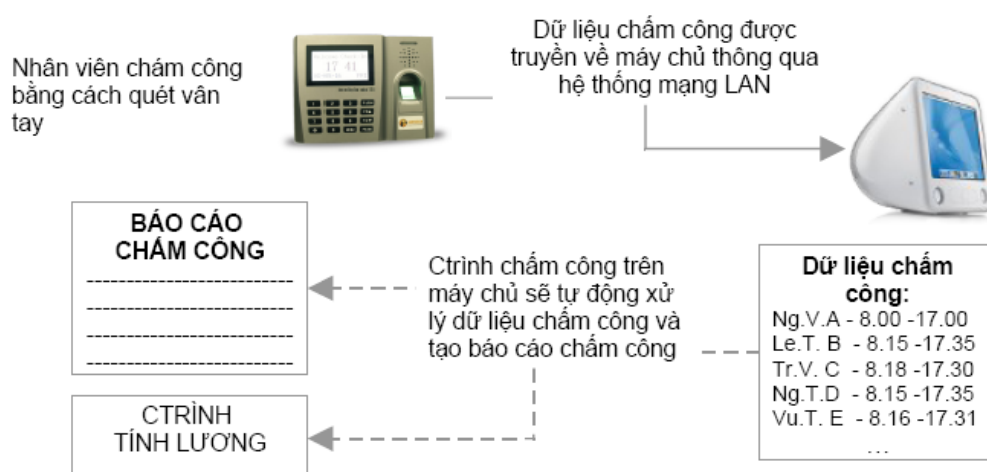 Nhân viên chám công
bằng cách quét vân
tay
17 41
Dữ liệu chấm công được
truyền về máy chủ thông qua
hệ thống mạng LAN
BÁO CÁO
CHẤM CÔNG
Ctrình chấm công trên
máy chủ sẽ tự động xử
lý dữ liệu chấm công và
tạo báo cáo chấm công
Dữ liệu chấm
công:
Ng.V.A - 8.00 -17.00
Le.T. B - 8.15 -17.35
Tr.V. C - 8.18 -17.30
Ng.T.D - 8.15 -17.35
Vu.T. E - 8.16 -17.31
...
CTRÌNH
TÍNH LƯƠNG